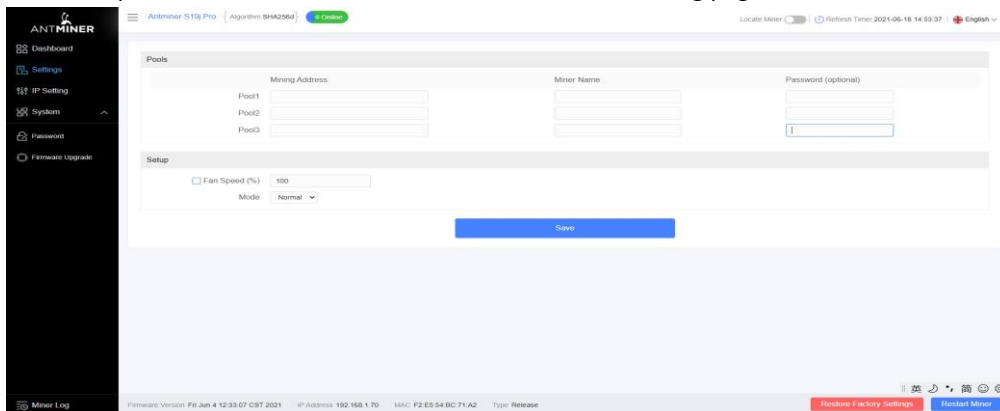 ANTMINER
Antminer S19j Pro { Algorithm SHA256d } Online
Locate Miner Refresh Time: 2021-06-18 14:53:37 English
Dashboard
Settings
IP Setting
System
Password
Firmware Upgrade
Pools
Mining Address Miner Name Password (optional)
Pool1
Pool2
Pool3
Setup
Fan Speed (%) 100
Mode Normal
Save
英 简
Miner Log
Firmware Version Fri Jun 4 12:33:07 CST 2021 IP Address 192.168.1.70 MAC F2:E5:54:BC:71:A2 Type Release
Restore Factory Settings Restart Miner